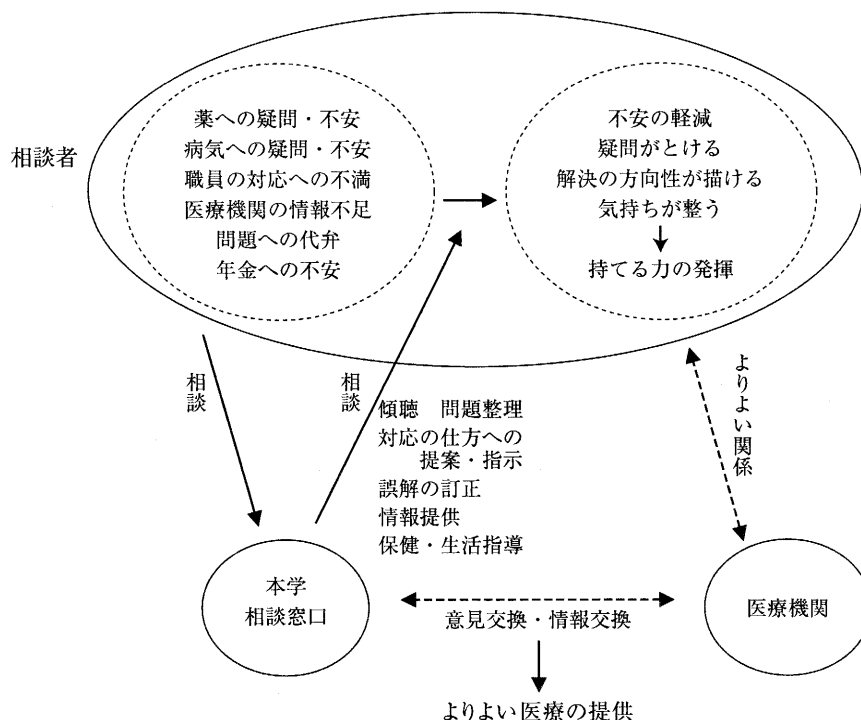 相談者
薬への疑問・不安
病気への疑問・不安
職員の対応への不満
医療機関の情報不足
問題への代弁
年金への不安
不安の軽減
疑問がとける
解決の方向性が描ける
気持ちが整う
持てる力の発揮
相談
相談
傾聴　問題整理
対応の仕方への
提案・指示
誤解の訂正
情報提供
保健・生活指導
よりよい関係
本学
相談窓口
意見交換・情報交換
医療機関
よりよい医療の提供